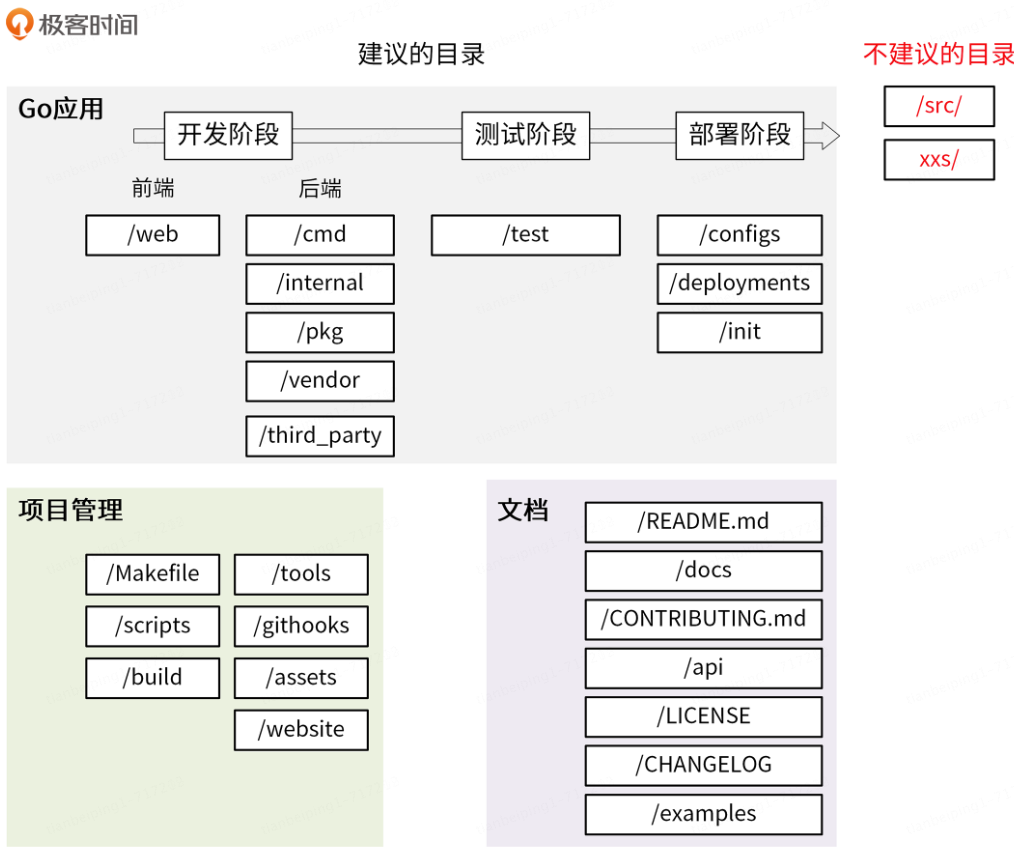 极客时间
建议的目录
不建议的目录
Go应用
/src/
开发阶段
测试阶段
部署阶段
xxs/
前端
后端
/web
/cmd
/test
/configs
/internal
/deployments
/pkg
/init
/vendor
/third_party
项目管理
文档
/README.md
/Makefile
/tools
/docs
/scripts
/githooks
/CONTRIBUTING.md
/build
/assets
/api
/website
/LICENSE
/CHANGELOG
/examples